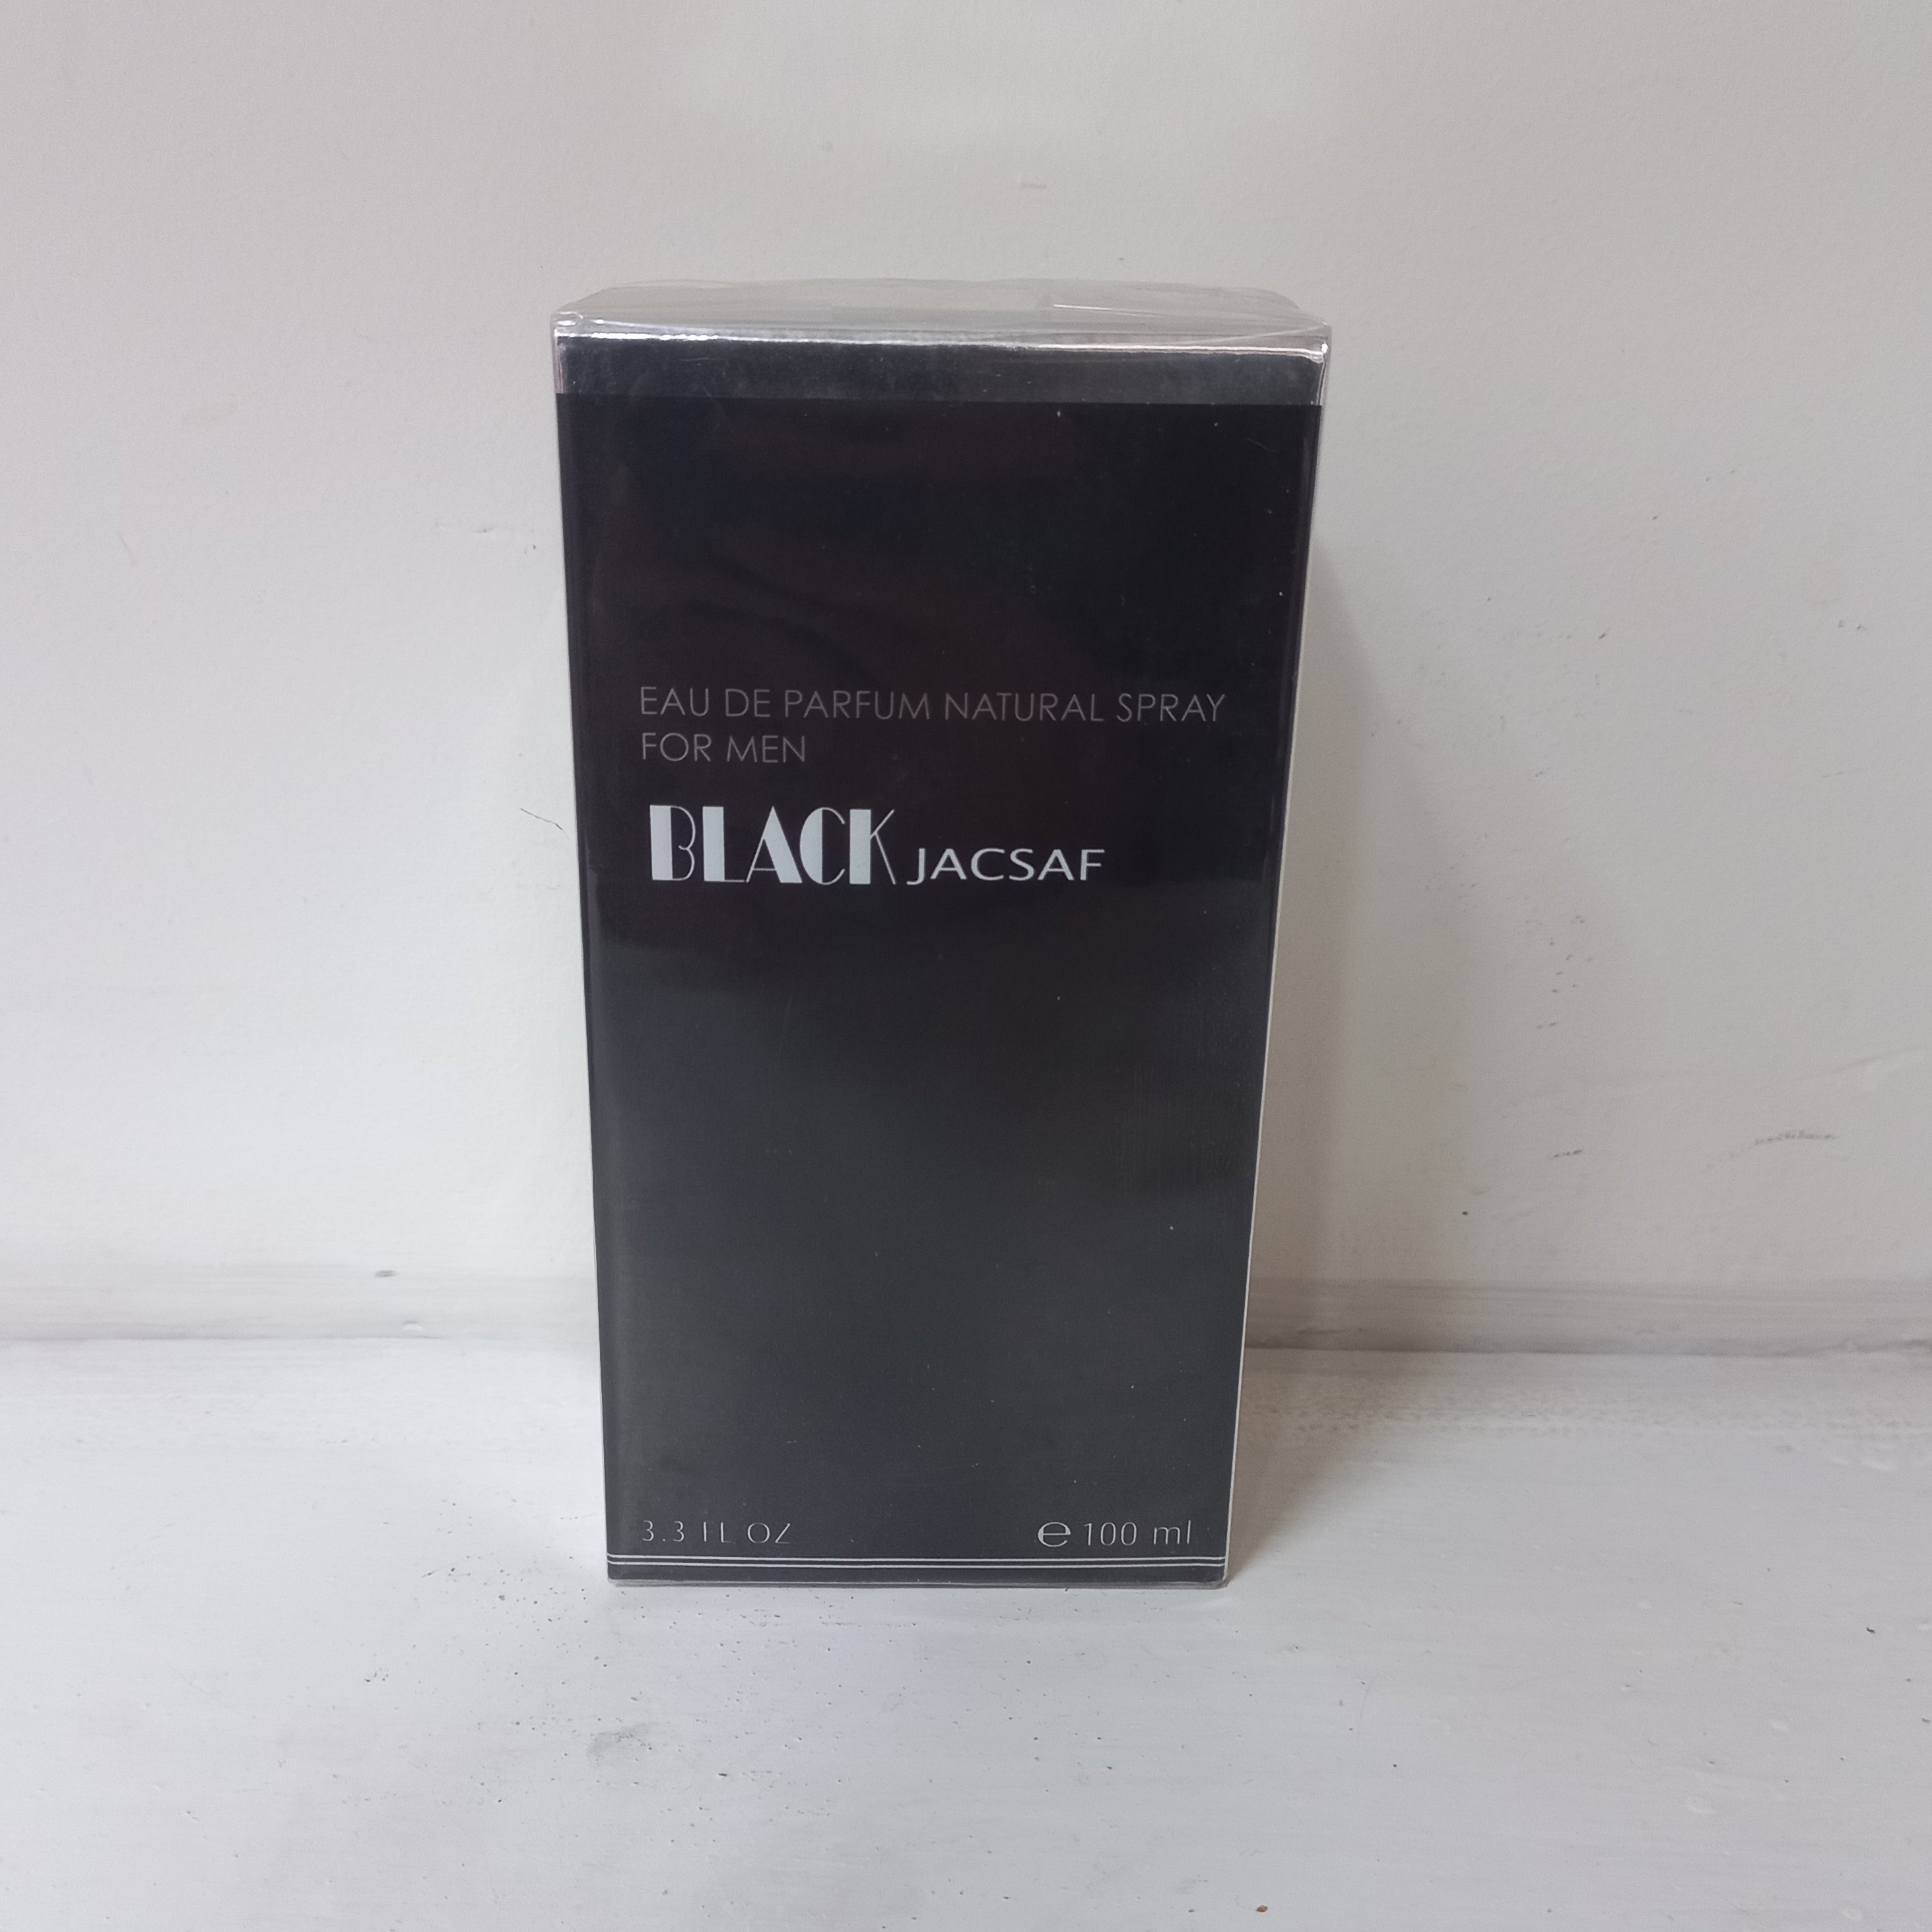 EAU DE PARFUM NATURAL SPRAY
FOR MEN
BLACK JACSAF
3.3 FL OZ e 100 ml